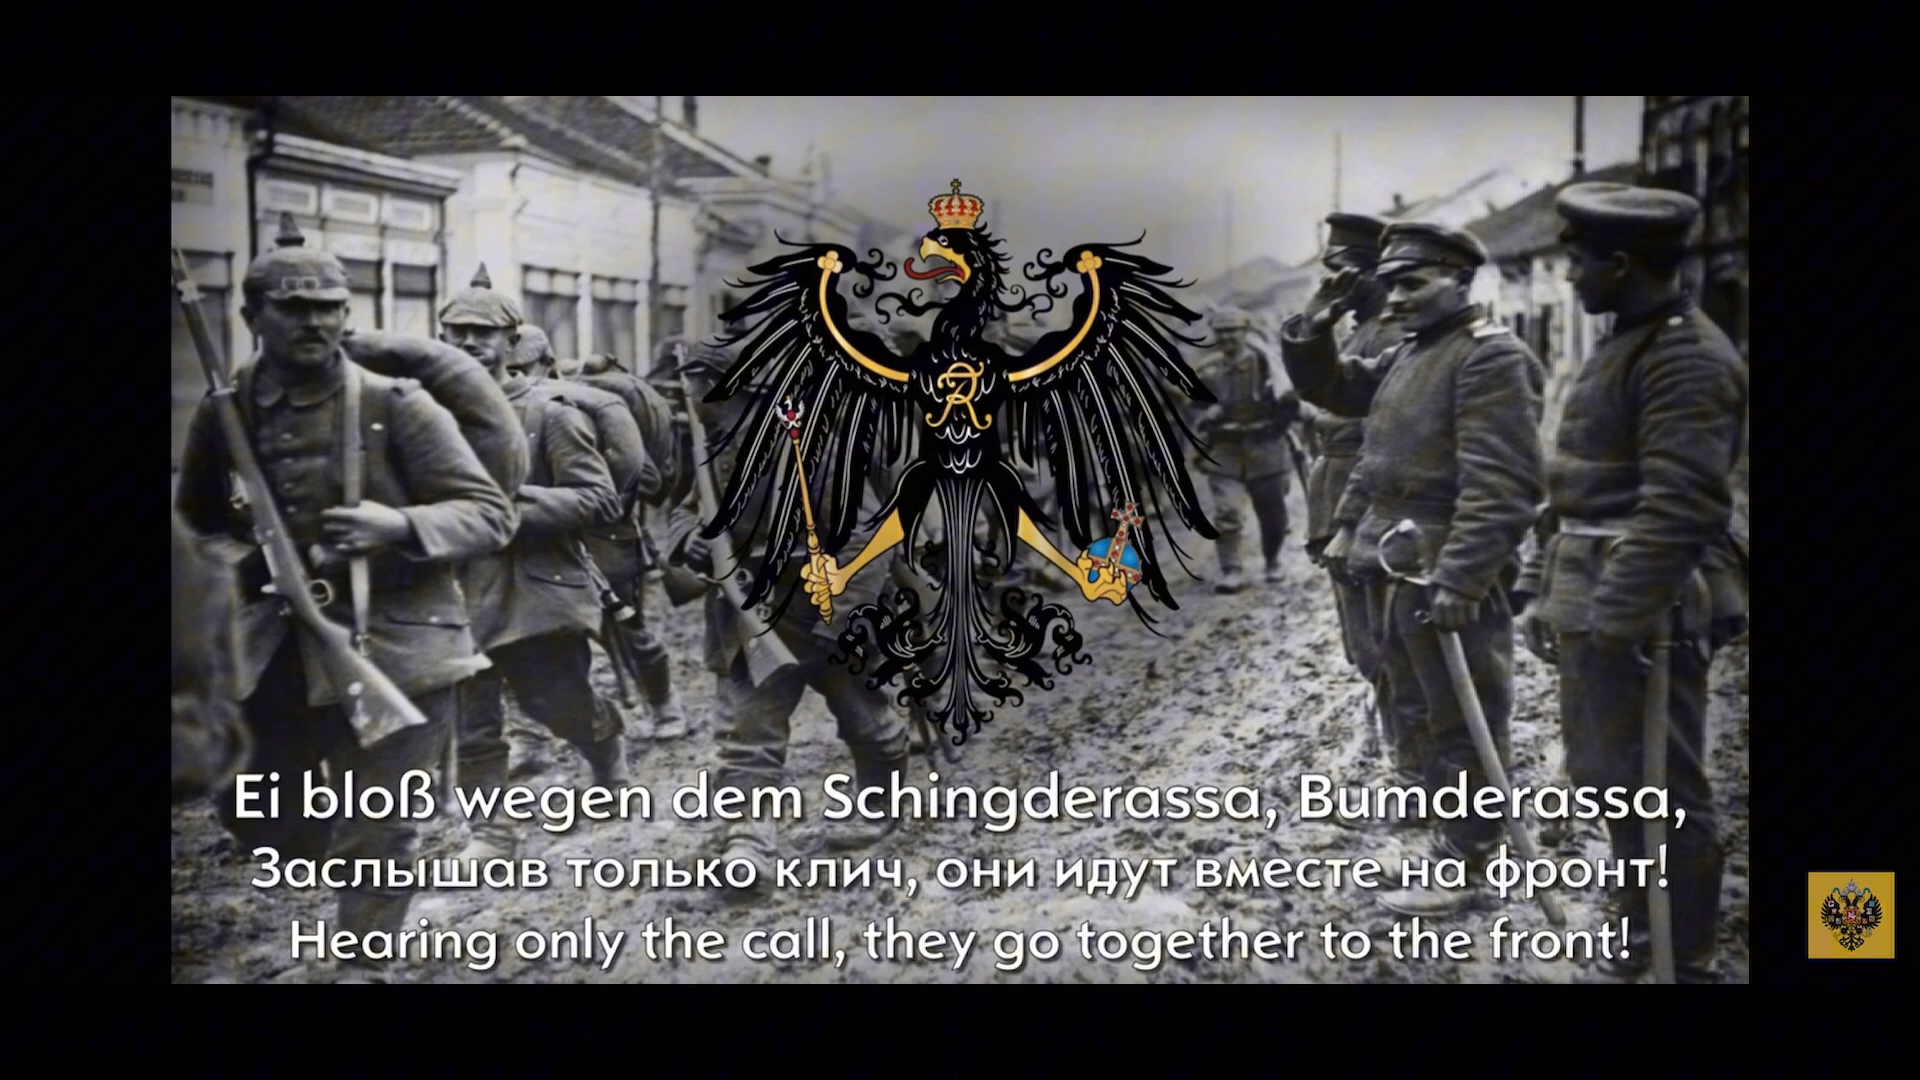 Ei bloß wegen dem Schingderassa, Bumderassa,
Заслышав только клич, они идут вместе на фронт!
Hearing only the call, they go together to the front!